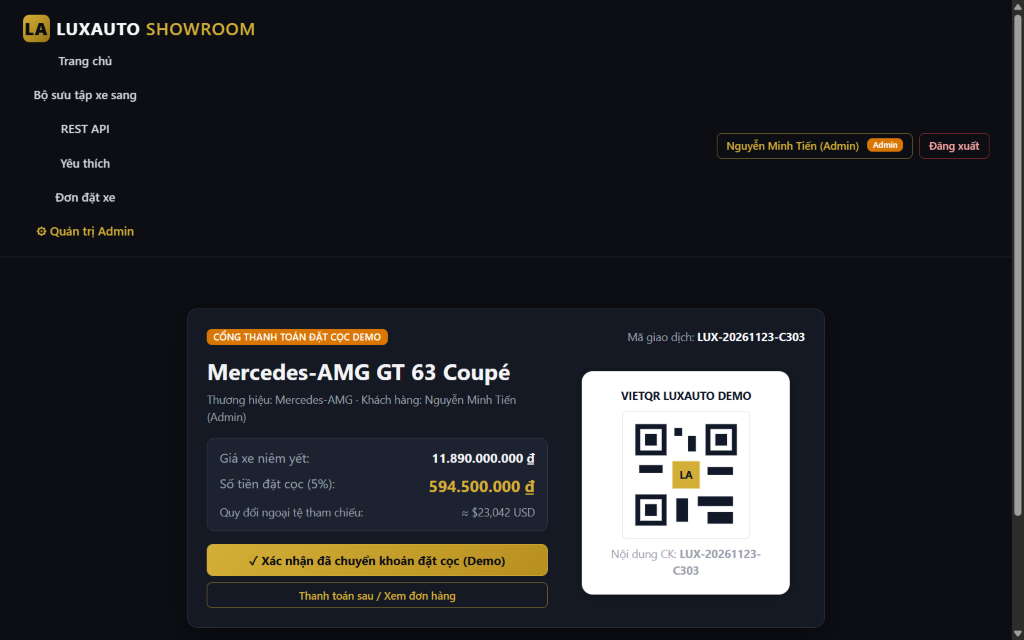 LA LUXAUTO SHOWROOM
Trang chủ
Bộ sưu tập xe sang
REST API
Yêu thích
Đơn đặt xe
⚙ Quản trị Admin
Nguyễn Minh Tiến (Admin) Admin
Đăng xuất
CỔNG THANH TOÁN ĐẶT CỌC DEMO
Mã giao dịch: LUX-20261123-C303
Mercedes-AMG GT 63 Coupé
Thương hiệu: Mercedes-AMG · Khách hàng: Nguyễn Minh Tiến
(Admin)
Giá xe niêm yết: 11.890.000.000 ₫
Số tiền đặt cọc (5%): 594.500.000 ₫
Quy đổi ngoại tệ tham chiếu: ≈ $23,042 USD
✓ Xác nhận đã chuyển khoản đặt cọc (Demo)
Thanh toán sau / Xem đơn hàng
VIETQR LUXAUTO DEMO
LA
Nội dung CK: LUX-20261123-
C303